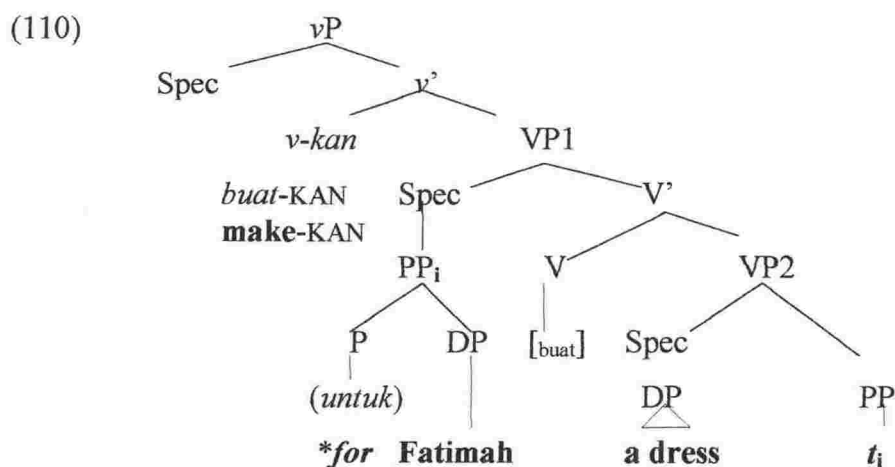 (110) vP
Spec v'
v-kan VP1
buat-KAN Spec V'
make-KAN
PPi V VP2
P DP [buat] Spec
(untuk) DP PP
*for Fatimah a dress ti